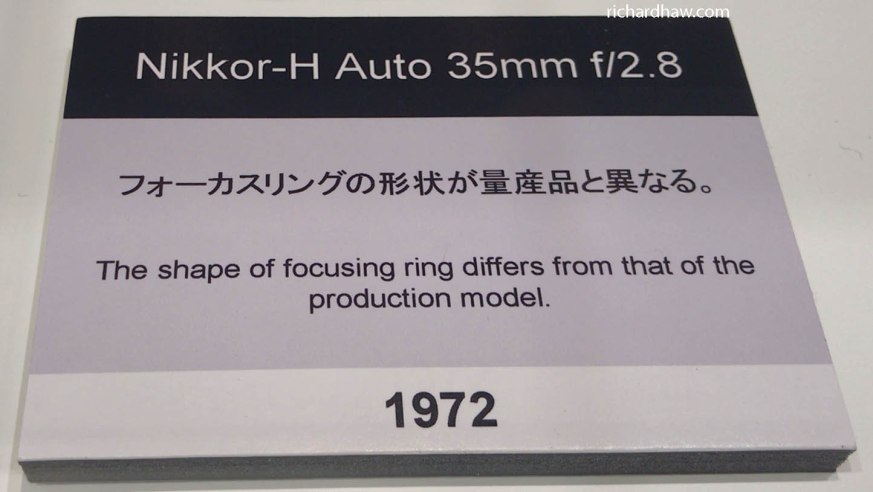 richardhaw.com
Nikkor-H Auto 35mm f/2.8
フォーカスリングの形状が量産品と異なる。
The shape of focusing ring differs from that of the
production model.
1972